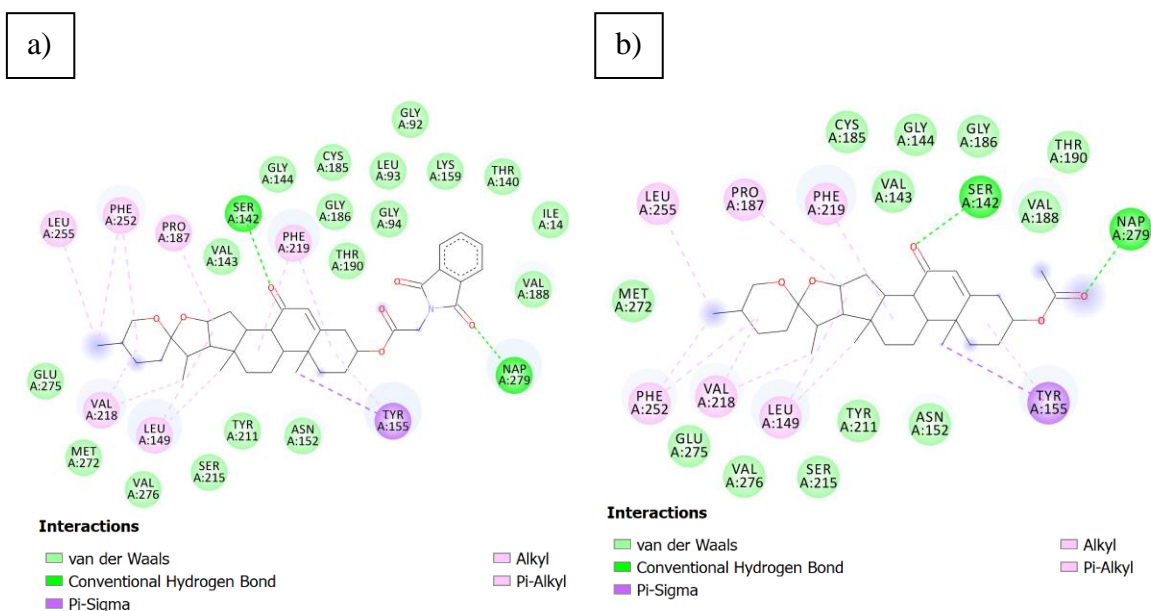 a)
GLY
A:92
GLY
A:144
CYS
A:185
LEU
A:93
LYS
A:159
THR
A:140
LEU
A:255
PHE
A:252
PRO
A:187
SER
A:142
GLY
A:186
GLY
A:94
ILE
A:14
VAL
A:143
PHE
A:219
THR
A:190
VAL
A:188
O
O
O
O
N
O
O
O
GLU
A:275
VAL
A:218
LEU
A:149
TYR
A:211
ASN
A:152
TYR
A:155
NAP
A:279
MET
A:272
VAL
A:276
SER
A:215
Interactions
van der Waals
Conventional Hydrogen Bond
Pi-Sigma
Alkyl
Pi-Alkyl
b)
CYS
A:185
GLY
A:144
GLY
A:186
THR
A:190
LEU
A:255
PRO
A:187
PHE
A:219
VAL
A:143
SER
A:142
VAL
A:188
NAP
A:279
MET
A:272
O
O
O
O
O
PHE
A:252
VAL
A:218
LEU
A:149
TYR
A:211
ASN
A:152
TYR
A:155
GLU
A:275
VAL
A:276
SER
A:215
Interactions
van der Waals
Conventional Hydrogen Bond
Pi-Sigma
Alkyl
Pi-Alkyl